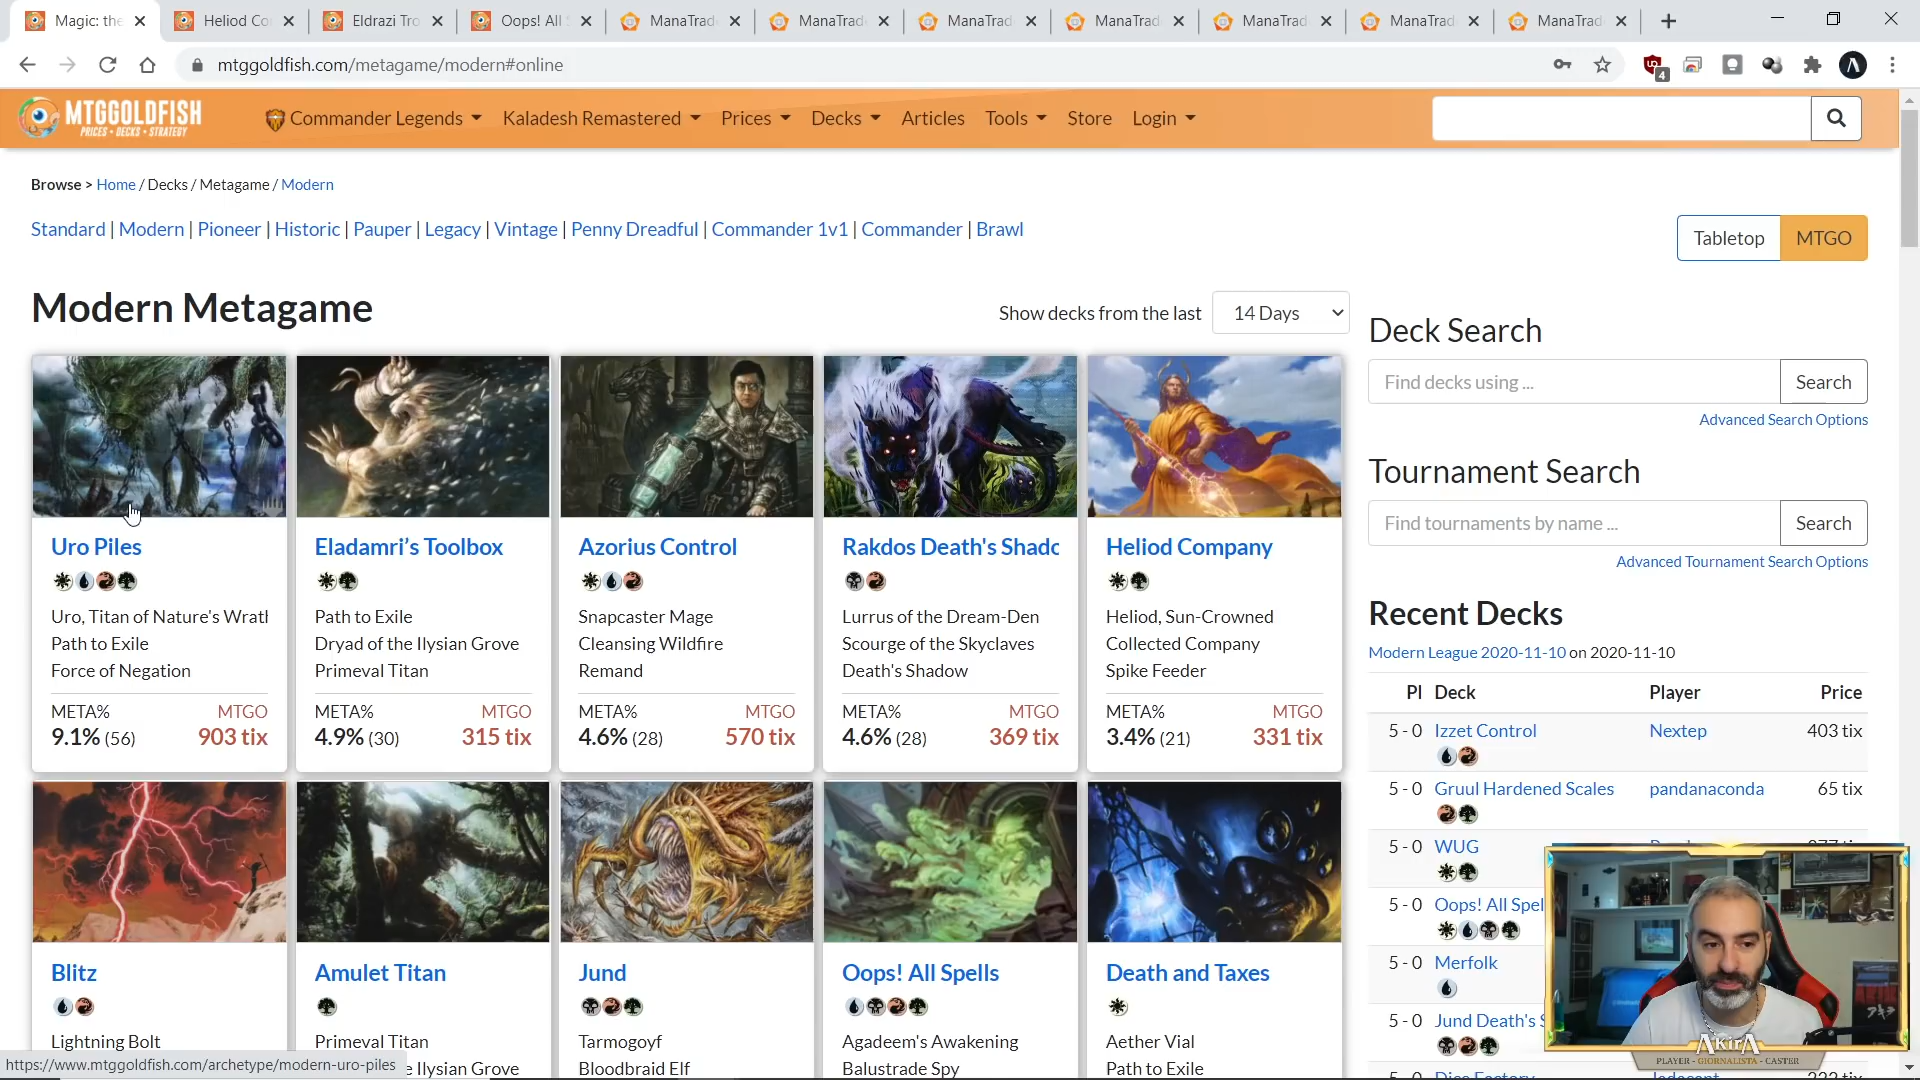 Magic: the
Heliod Co
Eldrazi Tro
Oops! All S
ManaTrad
ManaTrad
ManaTrad
ManaTrad
ManaTrad
ManaTrad
ManaTrad
mtggoldfish.com/metagame/modern#online
4
MTGGOLDFISH
PRICES • DECKS • STRATEGY
Commander Legends
Kaladesh Remastered
Prices
Decks
Articles
Tools
Store
Login
Browse > Home / Decks / Metagame / Modern
Standard | Modern | Pioneer | Historic | Pauper | Legacy | Vintage | Penny Dreadful | Commander 1v1 | Commander | Brawl
Tabletop MTGO
Modern Metagame
Show decks from the last 14 Days
Uro Piles
Uro, Titan of Nature's Wrath
Path to Exile
Force of Negation
META% MTGO
9.1% (56) 903 tix
Eladamri’s Toolbox
Path to Exile
Dryad of the Ilysian Grove
Primeval Titan
META% MTGO
4.9% (30) 315 tix
Azorius Control
Snapcaster Mage
Cleansing Wildfire
Remand
META% MTGO
4.6% (28) 570 tix
Rakdos Death's Shado
Lurrus of the Dream-Den
Scourge of the Skyclaves
Death's Shadow
META% MTGO
4.6% (28) 369 tix
Heliod Company
Heliod, Sun-Crowned
Collected Company
Spike Feeder
META% MTGO
3.4% (21) 331 tix
Blitz
Lightning Bolt
Amulet Titan
Primeval Titan
e Ilysian Grove
Jund
Tarmogoyf
Bloodbraid Elf
Oops! All Spells
Agadeem's Awakening
Balustrade Spy
Death and Taxes
Aether Vial
Path to Exile
Deck Search
Find decks using ...
Search
Advanced Search Options
Tournament Search
Find tournaments by name ...
Search
Advanced Tournament Search Options
Recent Decks
Modern League 2020-11-10 on 2020-11-10
Pl Deck Player Price
5 - 0 Izzet Control Nextep 403 tix
5 - 0 Gruul Hardened Scales pandanaconda 65 tix
5 - 0 WUG
5 - 0 Oops! All Spel
5 - 0 Merfolk
5 - 0 Jund Death's S
AKirA
PLAYER - GIORNALISTA - CASTER
https://www.mtggoldfish.com/archetype/modern-uro-piles